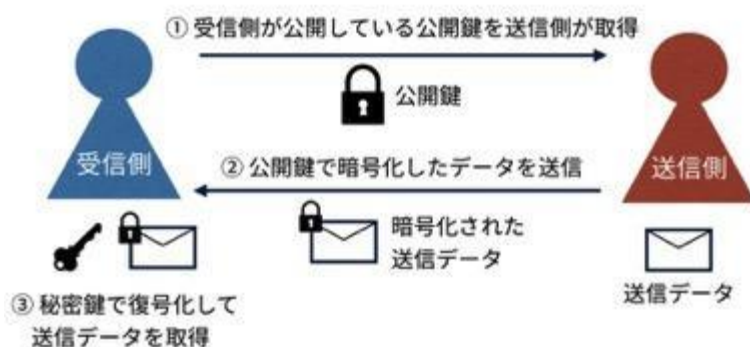 ① 受信側が公開している公開鍵を送信側が取得
公開鍵
受信側
② 公開鍵で暗号化したデータを送信
送信側
暗号化された
送信データ
送信データ
③ 秘密鍵で復号化して
送信データを取得